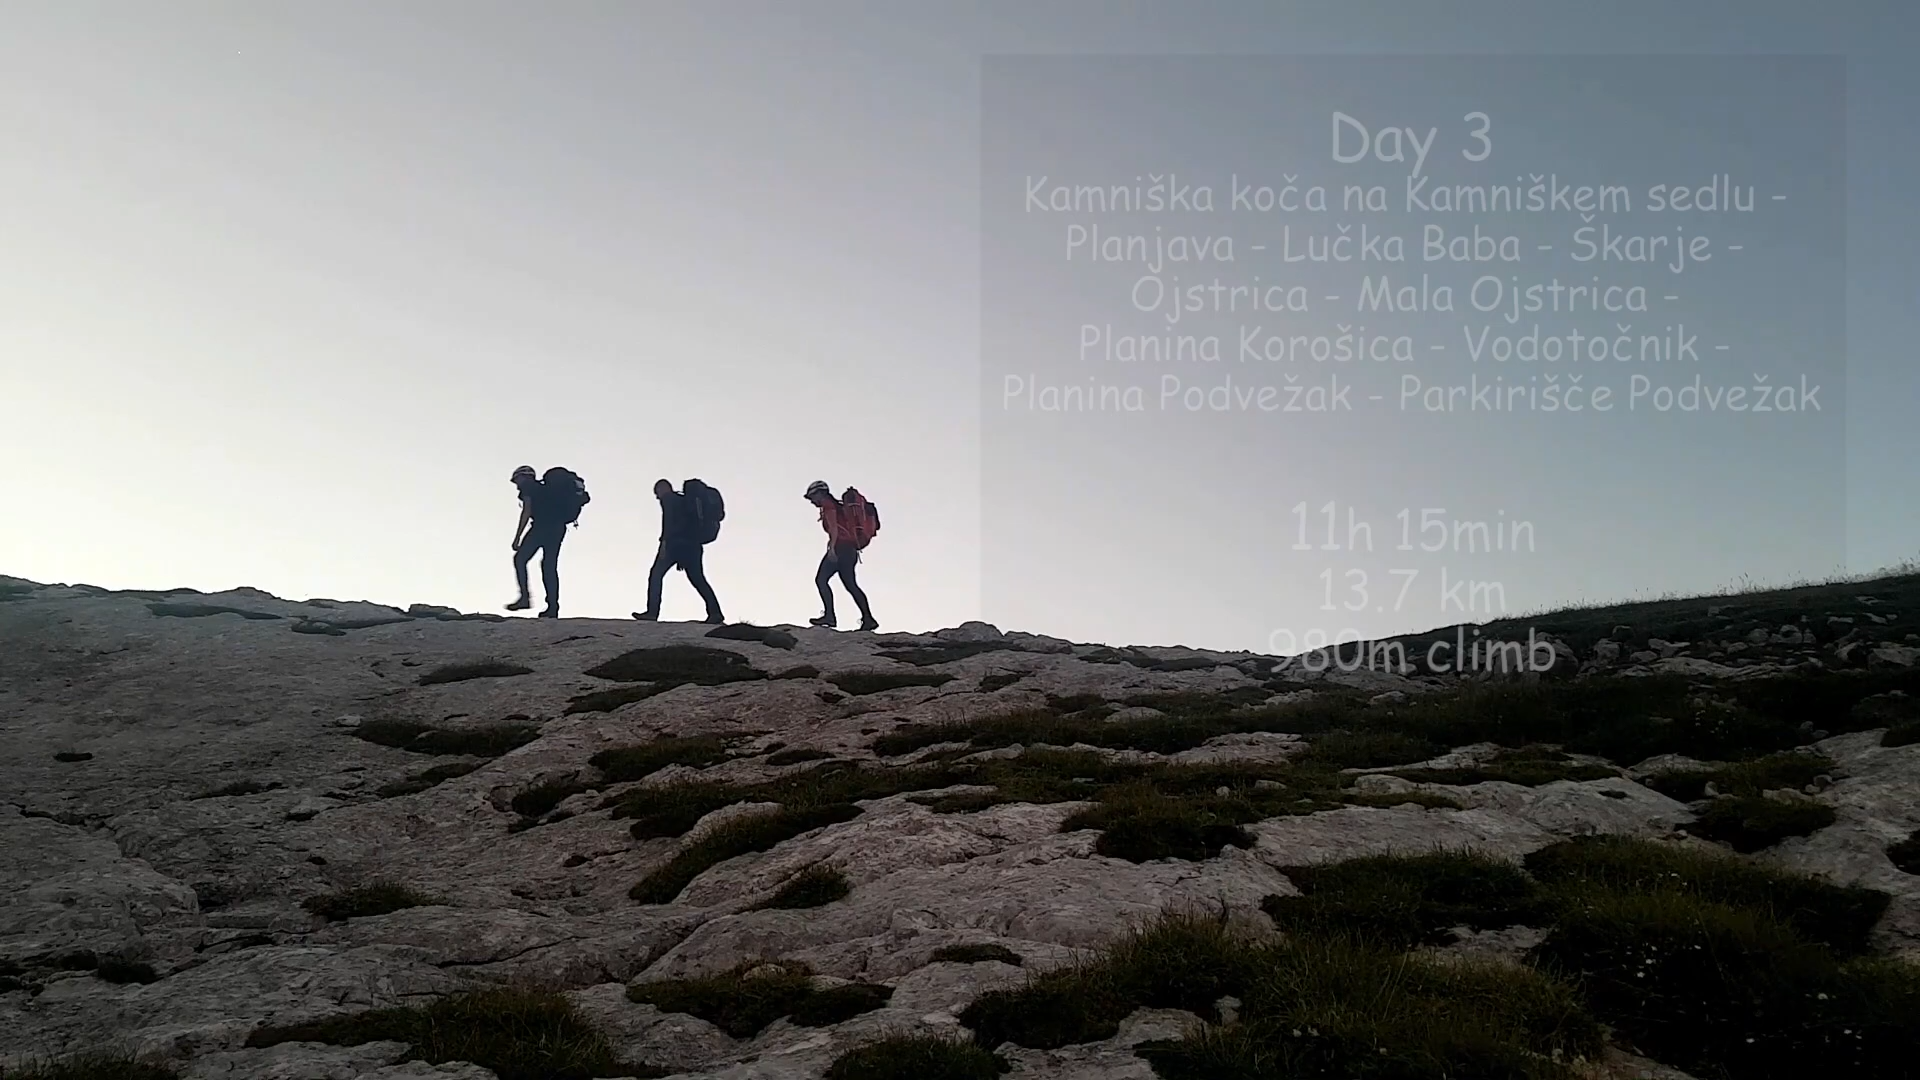 Day 3
Kamniška koča na Kamniškem sedlu -
Planjava - Lučka Baba - Škarje -
Ojstrica - Mala Ojstrica -
Planina Korošica - Vodotočnik -
Planina Podvežak - Parkirišče Podvežak
11h 15min
13.7 km
980m climb